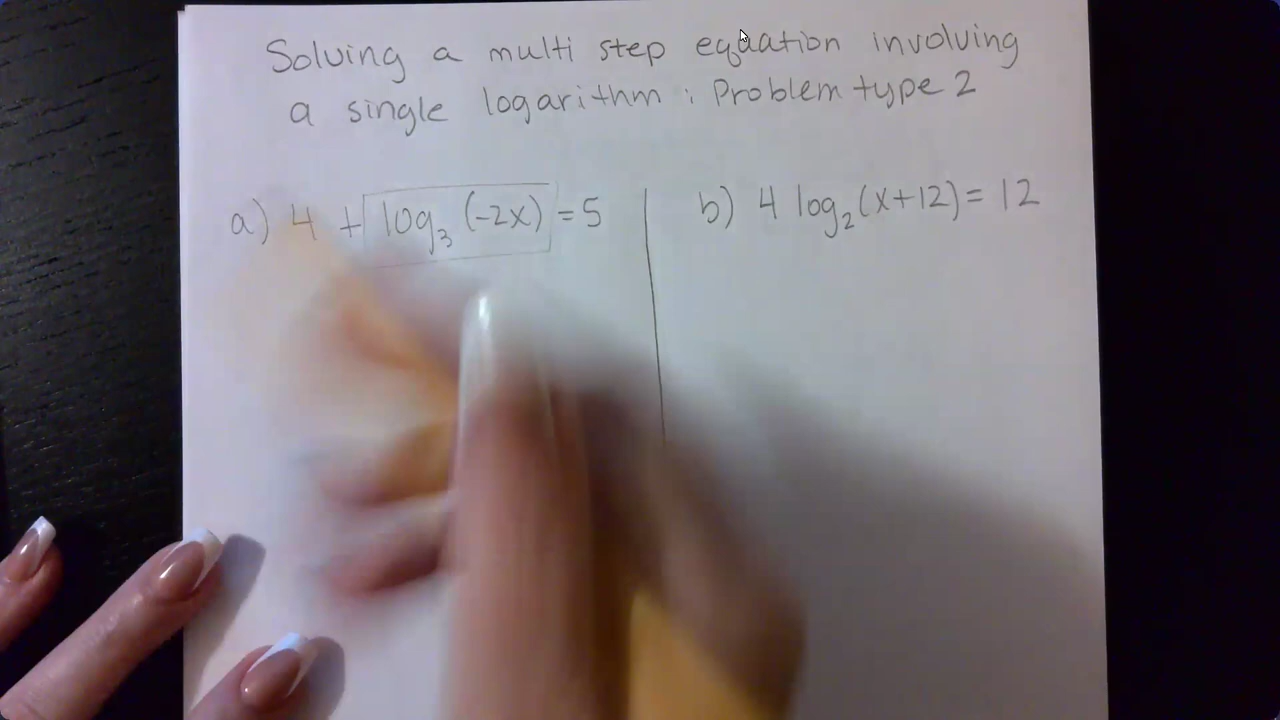 Solving a multi step equation involving
a single logarithm : Problem type 2
a) 4 + log₃ (-2x) = 5
b) 4 log₂ (x+12) = 12